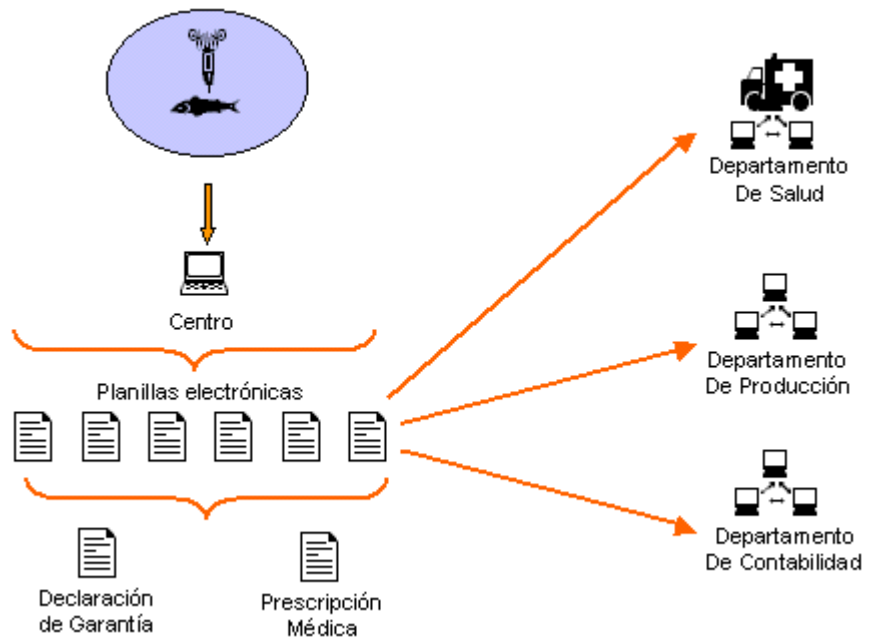 Centro
Planillas electrónicas
Declaración
de Garantía
Prescripción
Médica
Departamento
De Salud
Departamento
De Producción
Departamento
De Contabilidad